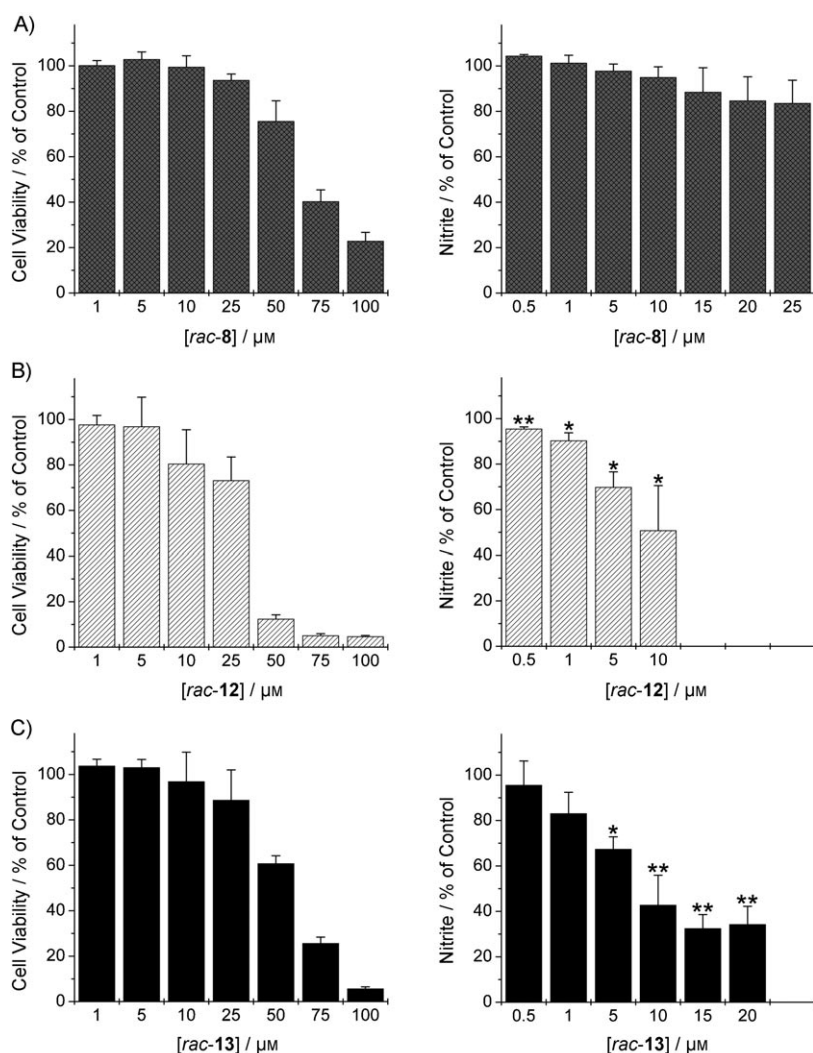 A)
Cell Viability / % of Control
100
80
60
40
20
0
1 5 10 25 50 75 100
[rac-8] / µM
Nitrite / % of Control
100
80
60
40
20
0
0.5 1 5 10 15 20 25
[rac-8] / µM
B)
Cell Viability / % of Control
100
80
60
40
20
0
1 5 10 25 50 75 100
[rac-12] / µM
Nitrite / % of Control
100
80
60
40
20
0
** * * *
0.5 1 5 10
[rac-12] / µM
C)
Cell Viability / % of Control
100
80
60
40
20
0
1 5 10 25 50 75 100
[rac-13] / µM
Nitrite / % of Control
100
80
60
40
20
0
* ** ** **
0.5 1 5 10 15 20
[rac-13] / µM